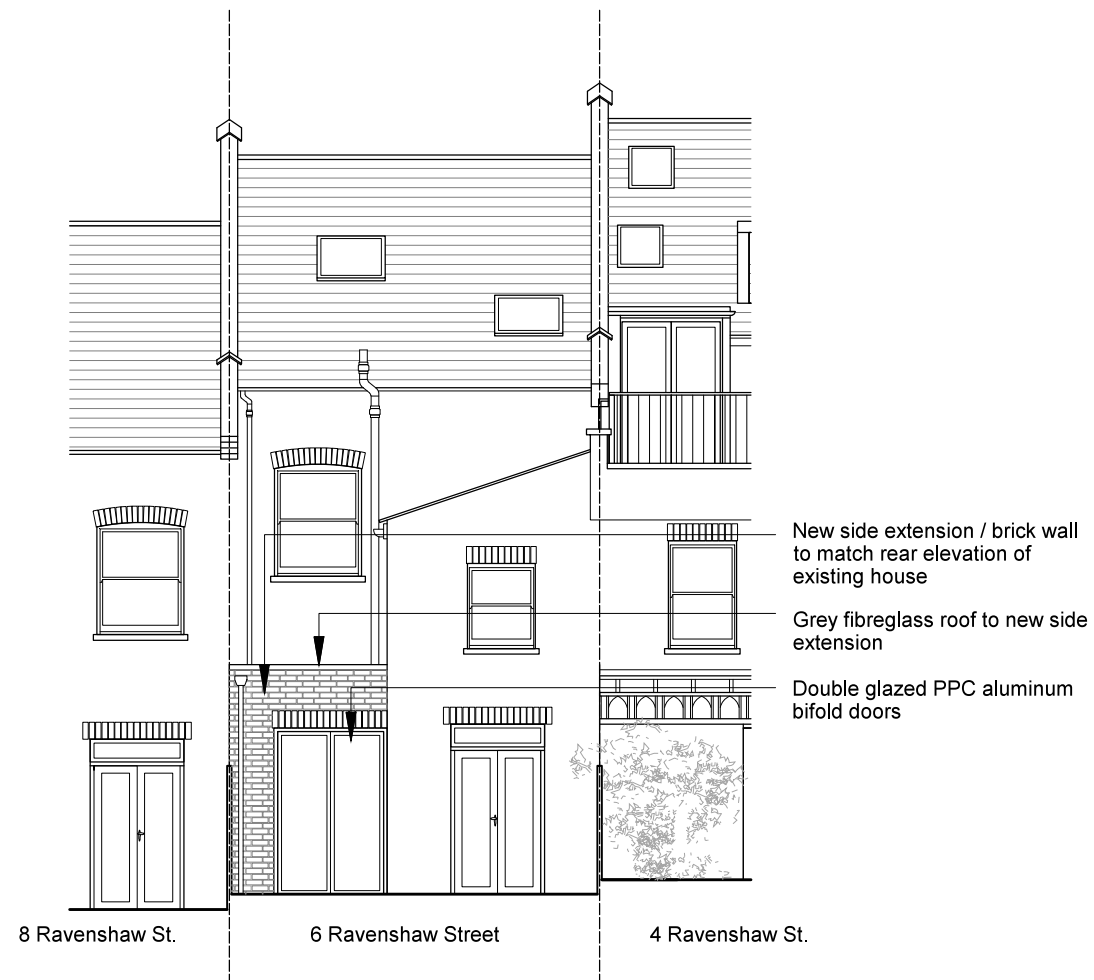 New side extension / brick wall
to match rear elevation of
existing house
Grey fibreglass roof to new side
extension
Double glazed PPC aluminum
bifold doors
8 Ravenshaw St.
6 Ravenshaw Street
4 Ravenshaw St.